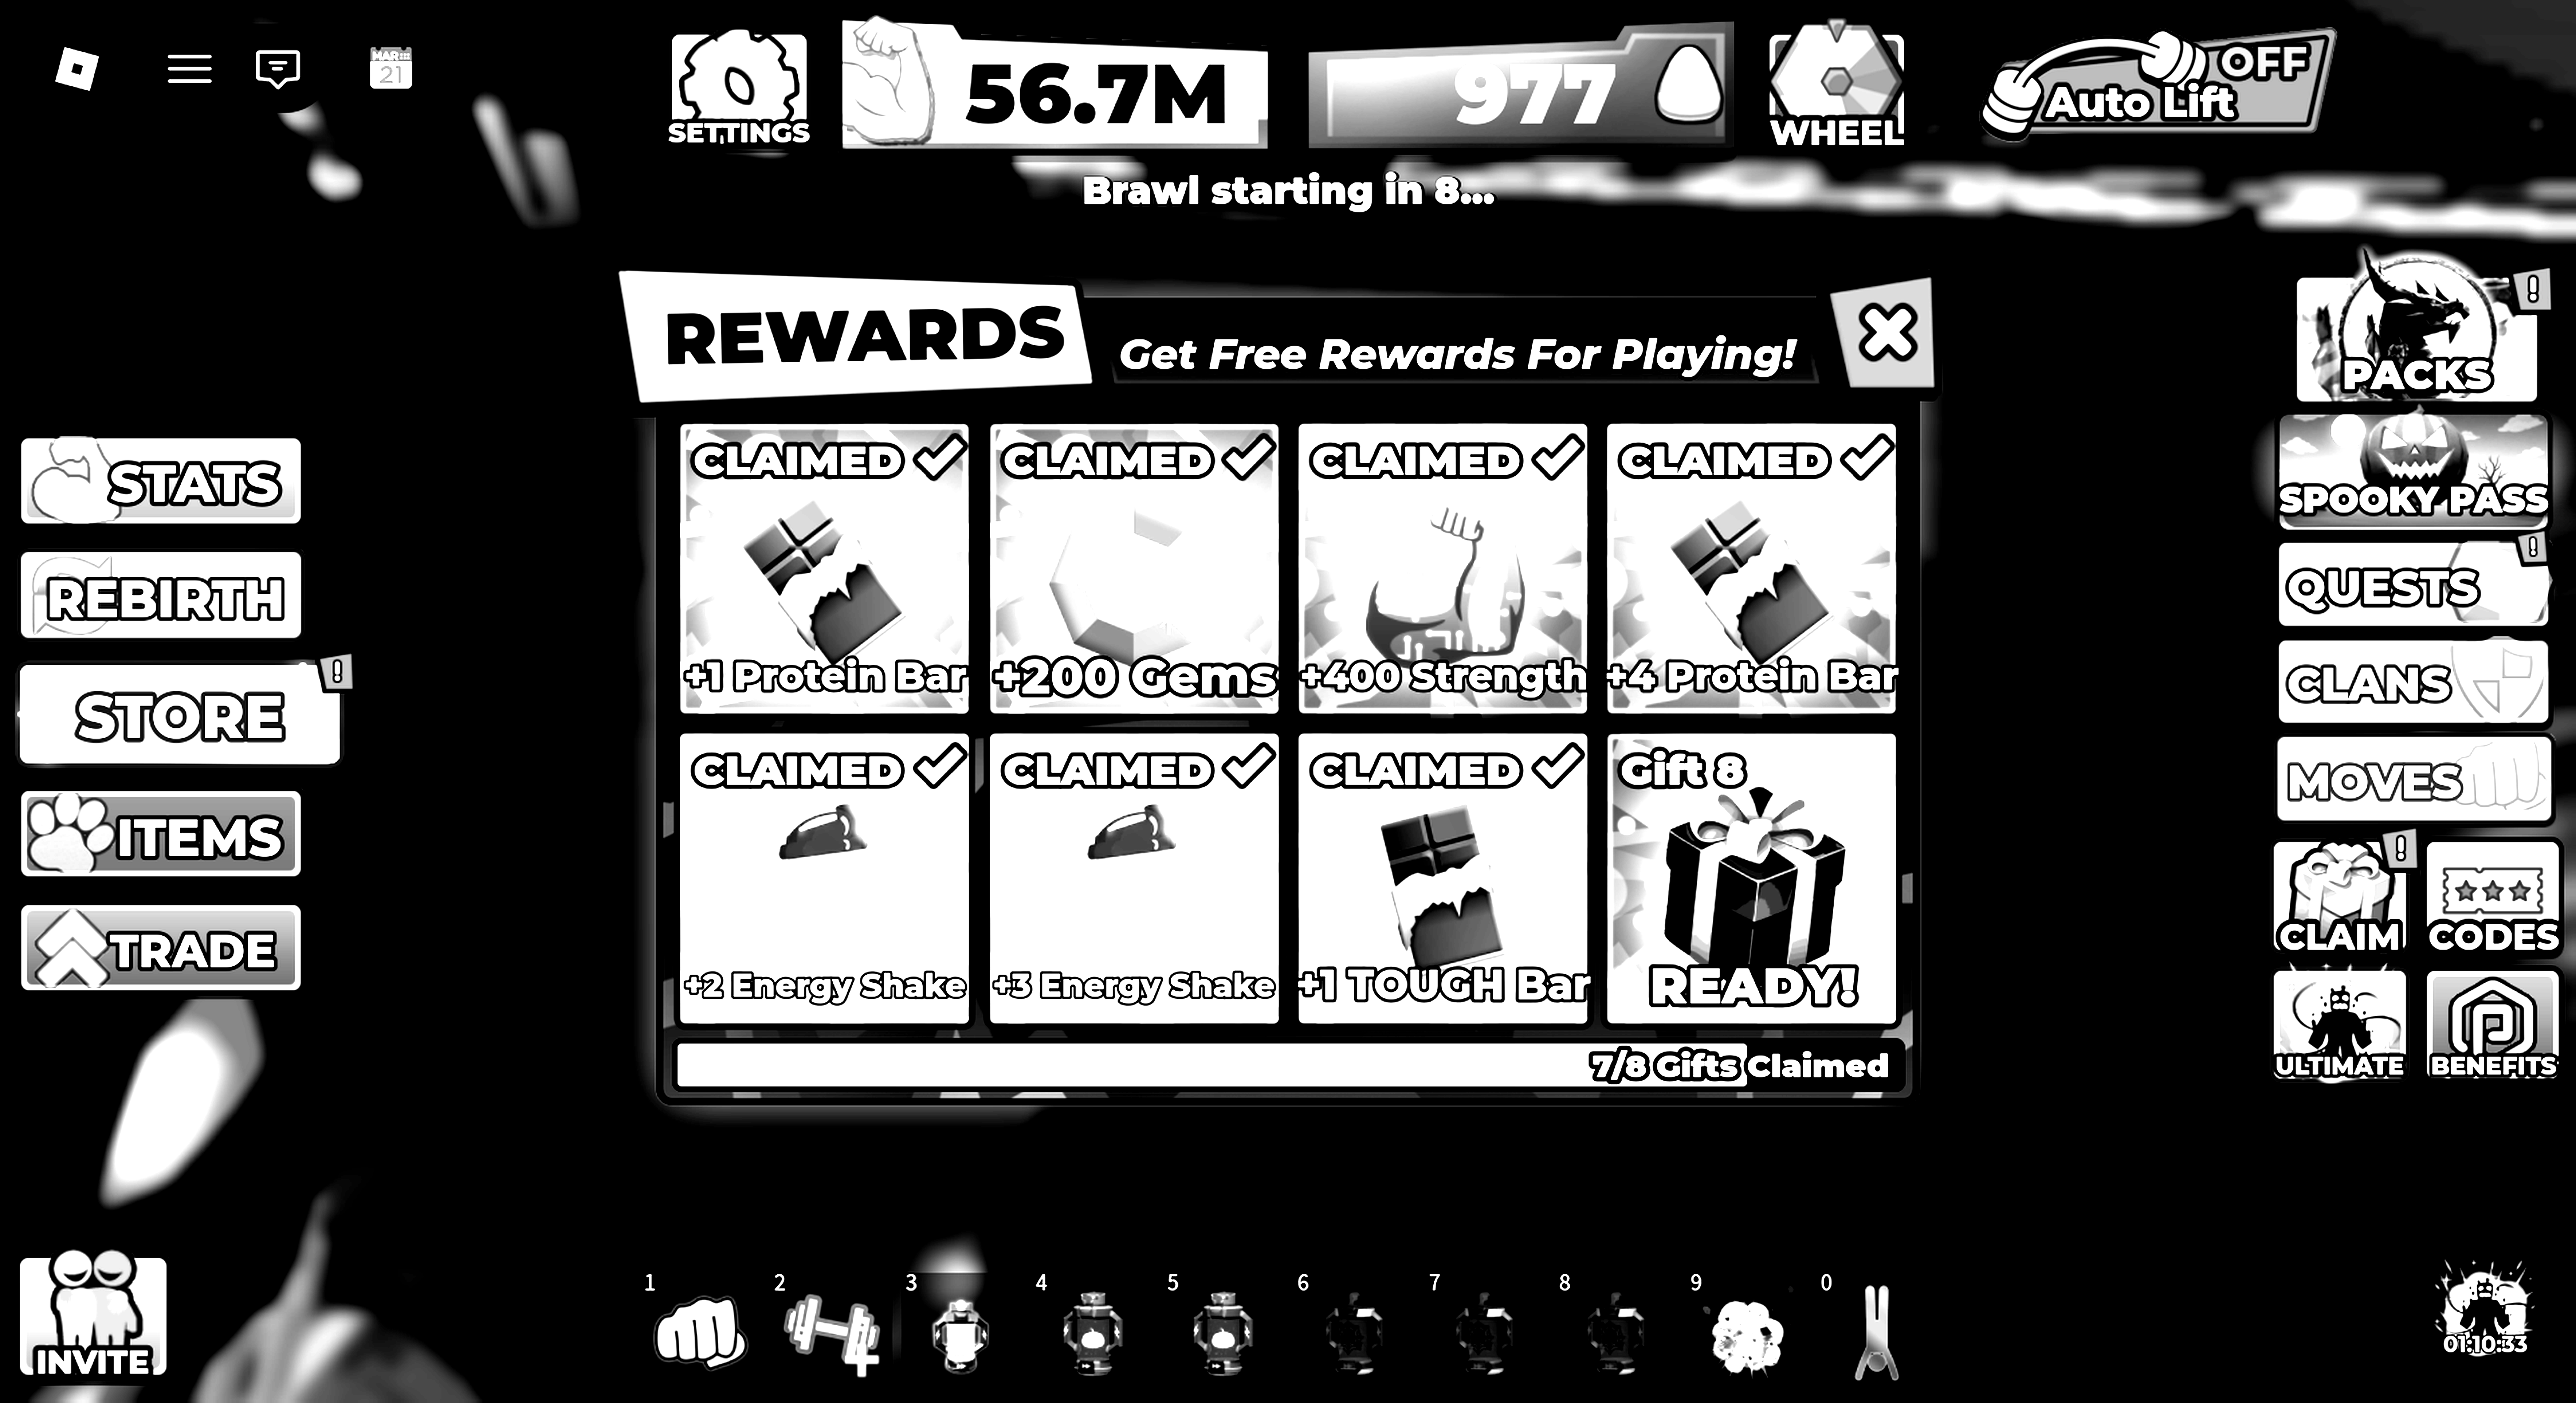 MAR
21
SETTINGS
56.7M
977
WHEEL
OFF
Auto Lift
Brawl starting in 8...
REWARDS
Get Free Rewards For Playing!
PACKS
!
SPOOKY PASS
QUESTS
!
CLANS
MOVES
CLAIM
!
CODES
ULTIMATE
BENEFITS
STATS
REBIRTH
STORE
!
ITEMS
TRADE
CLAIMED
+1 Protein Bar
CLAIMED
+200 Gems
CLAIMED
+400 Strength
CLAIMED
+4 Protein Bar
CLAIMED
+2 Energy Shake
CLAIMED
+3 Energy Shake
CLAIMED
+1 TOUGH Bar
Gift 8
READY!
7/8 Gifts Claimed
INVITE
1 2 3 4 5 6 7 8 9 0
01:10:33